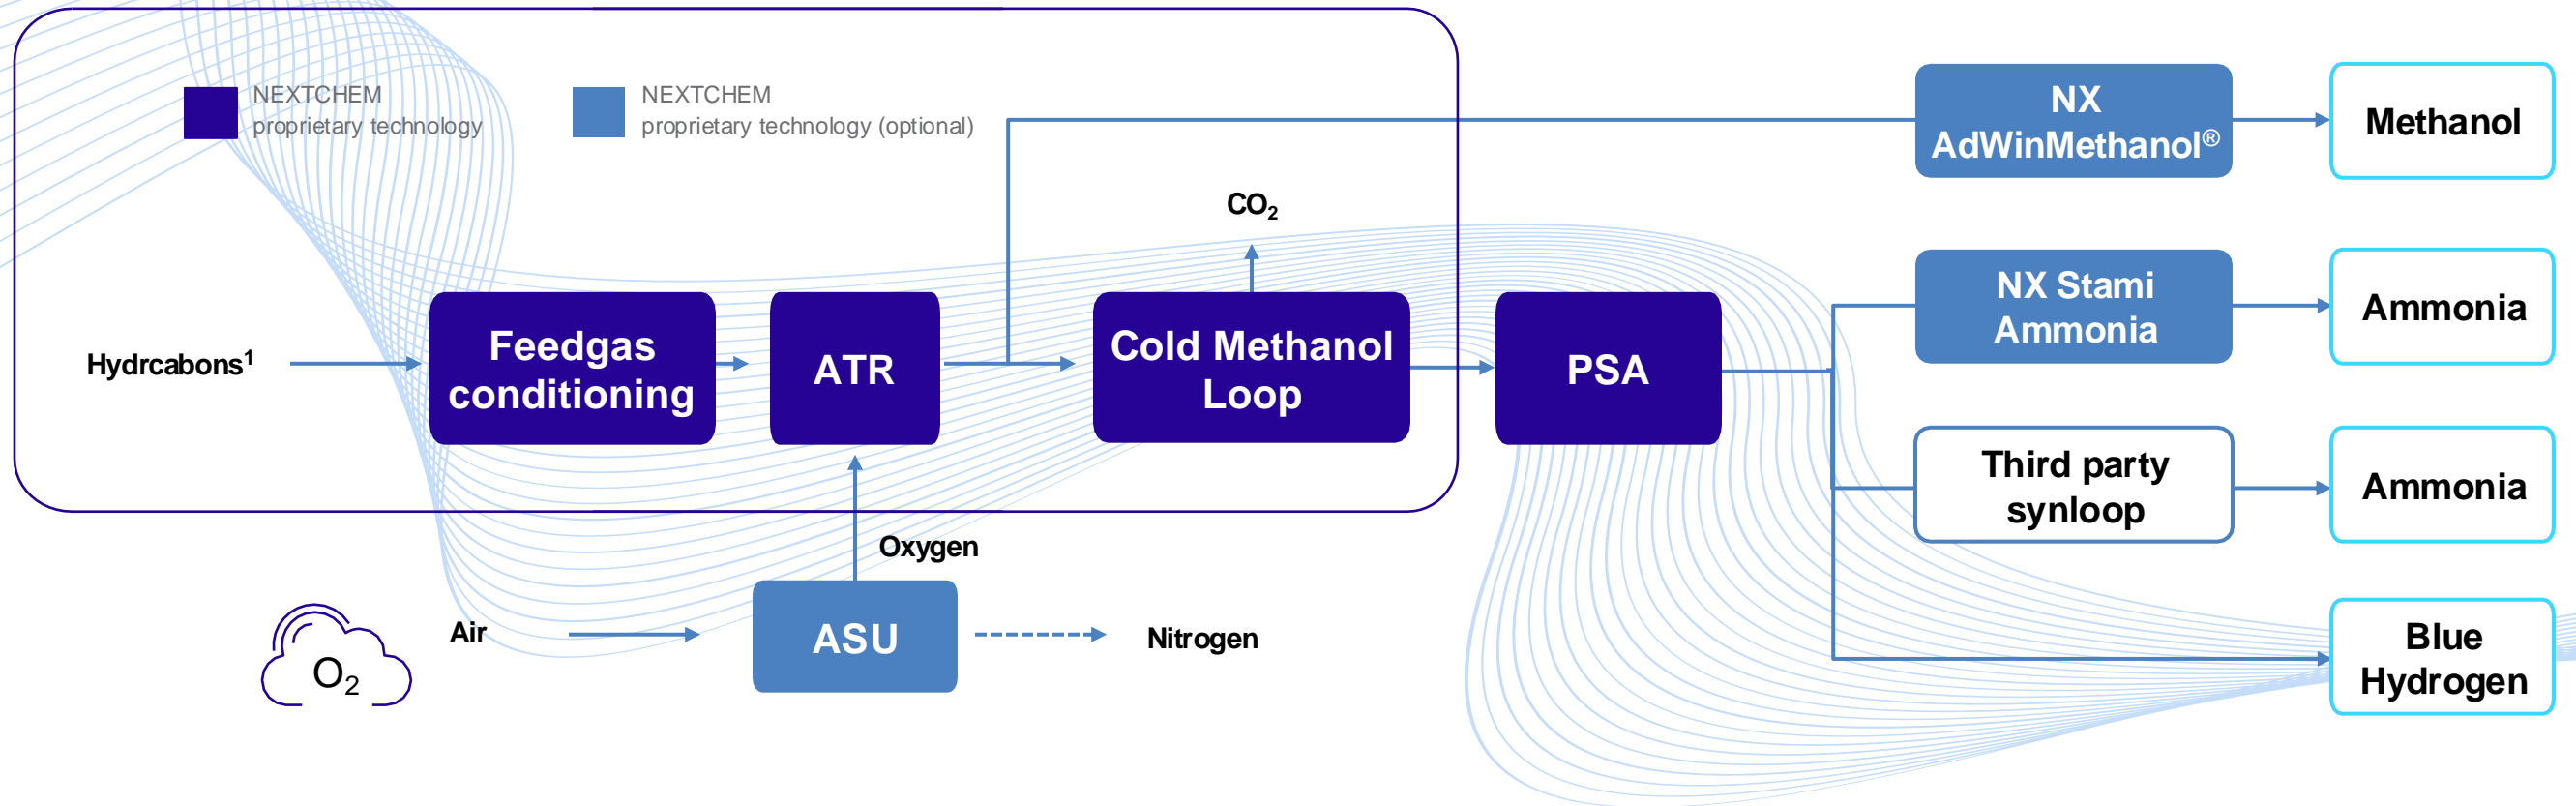 NEXTCHEM
proprietary technology
NEXTCHEM
proprietary technology (optional)
NX
AdWinMethanol®
Methanol
CO₂
NX Stami
Ammonia
Ammonia
Hydrcabons¹
Feedgas
conditioning
ATR
Cold Methanol
Loop
PSA
Third party
synloop
Ammonia
Oxygen
O₂
Air
ASU
Nitrogen
Blue
Hydrogen